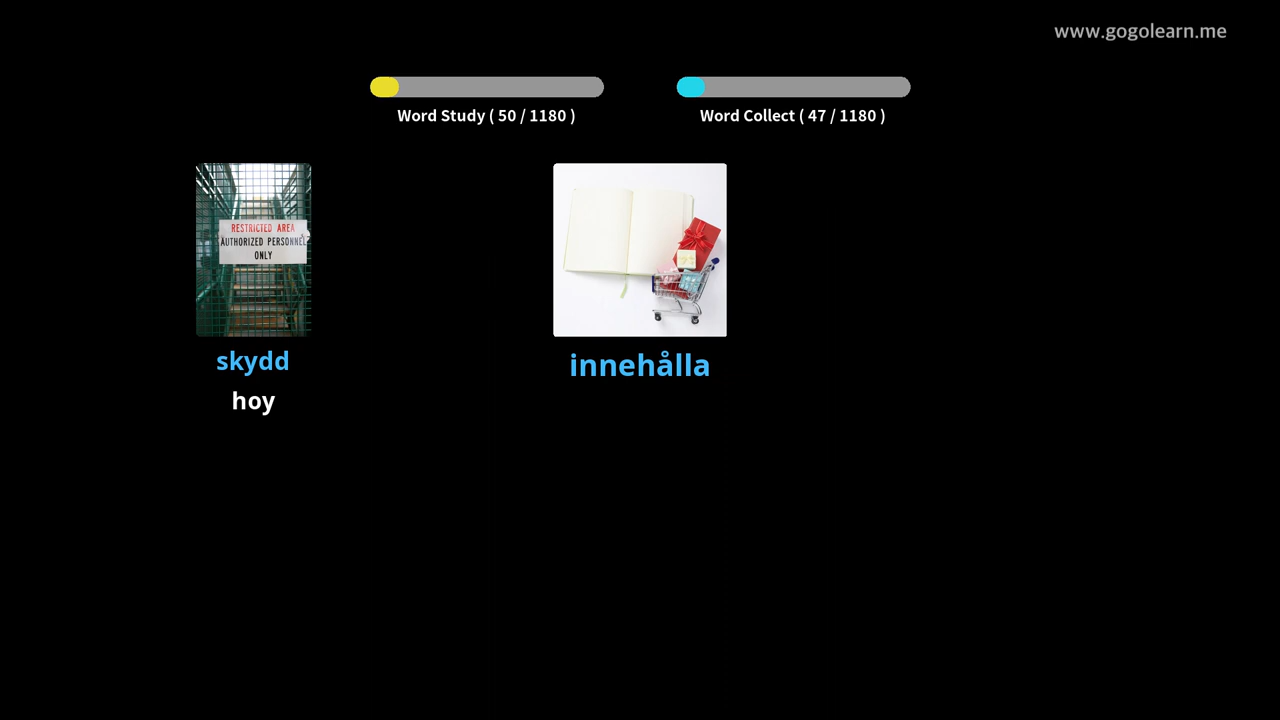 www.gogolearn.me
Word Study ( 50 / 1180 )
Word Collect ( 47 / 1180 )
RESTRICTED AREA
AUTHORIZED PERSONNEL
ONLY
skydd
innehålla
hoy